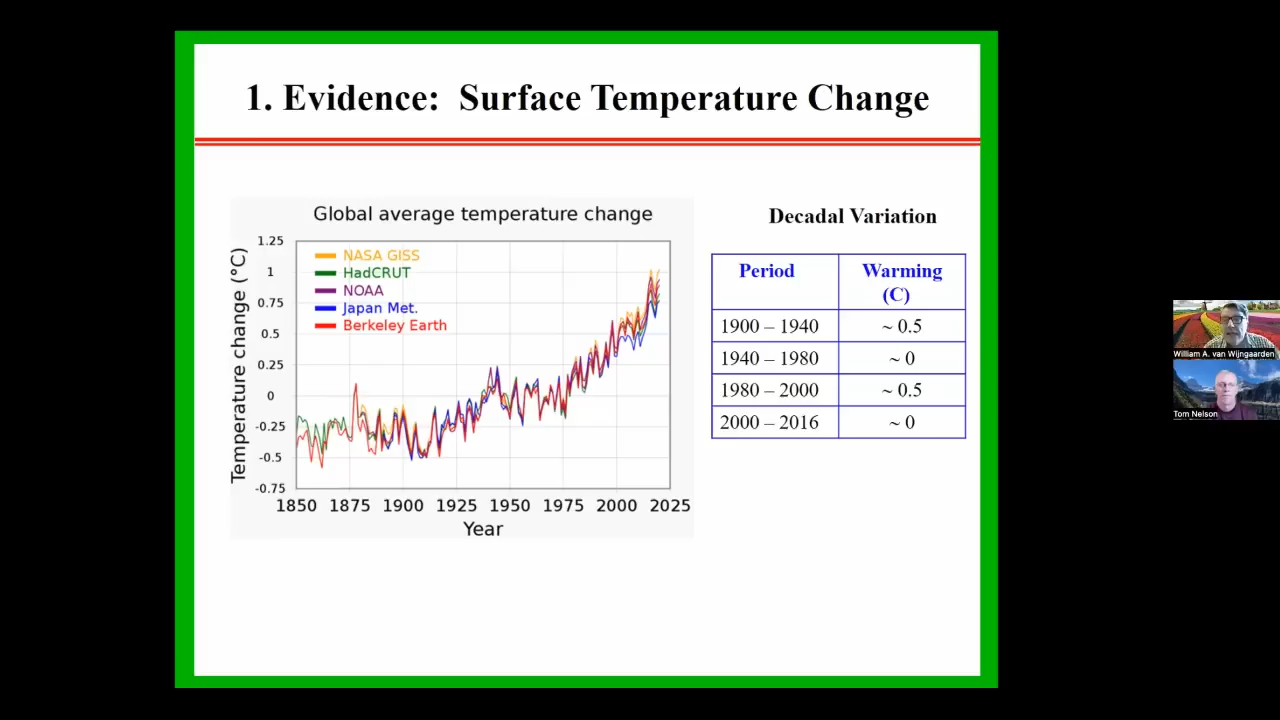 1. Evidence: Surface Temperature Change
Global average temperature change
Temperature change (°C)
1.25
1
0.75
0.5
0.25
0
-0.25
-0.5
-0.75
NASA GISS
HadCRUT
NOAA
Japan Met.
Berkeley Earth
1850 1875 1900 1925 1950 1975 2000 2025
Year
Decadal Variation
Period Warming (C)
1900 – 1940 ~ 0.5
1940 – 1980 ~ 0
1980 – 2000 ~ 0.5
2000 – 2016 ~ 0
William A. van Wijngaarden
Tom Nelson